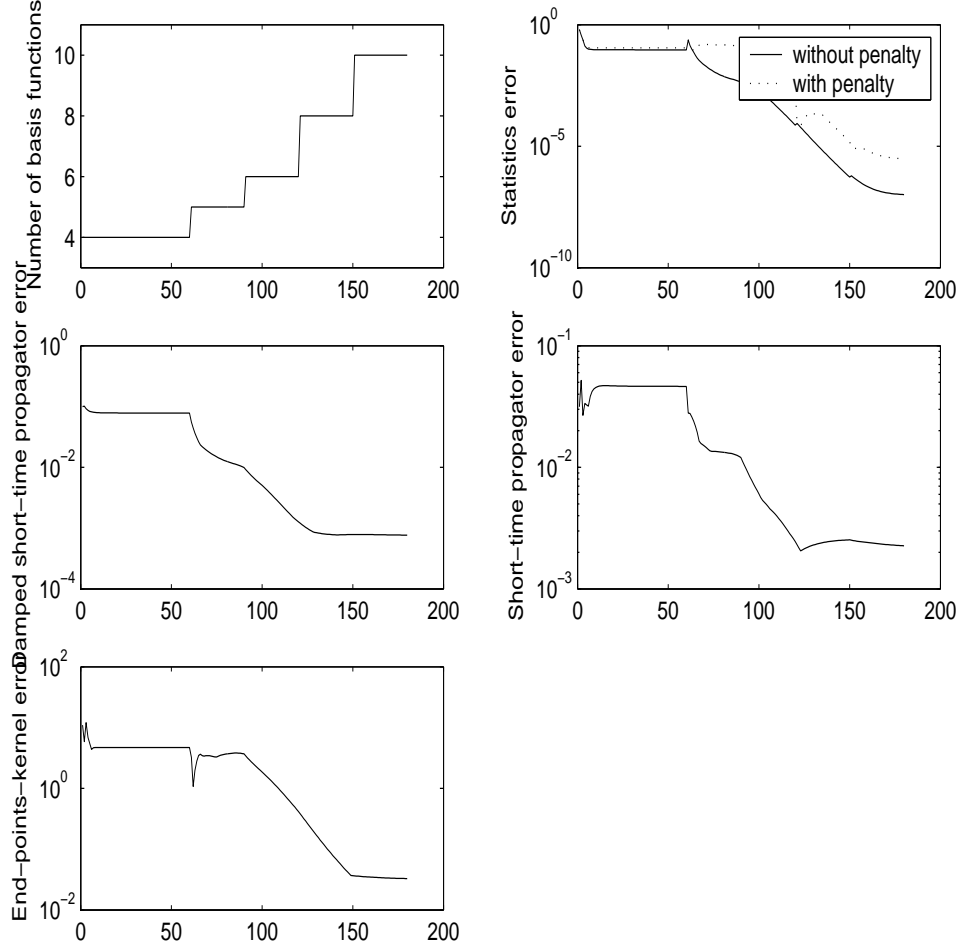 Number of basis functions
10
8
6
4
0 50 100 150 200
Statistics error
10^0
10^−5
10^−10
without penalty
with penalty
0 50 100 150 200
Damped short−time propagator error
10^0
10^−2
10^−4
0 50 100 150 200
Short−time propagator error
10^−1
10^−2
10^−3
0 50 100 150 200
End−points−kernel error
10^2
10^0
10^−2
0 50 100 150 200